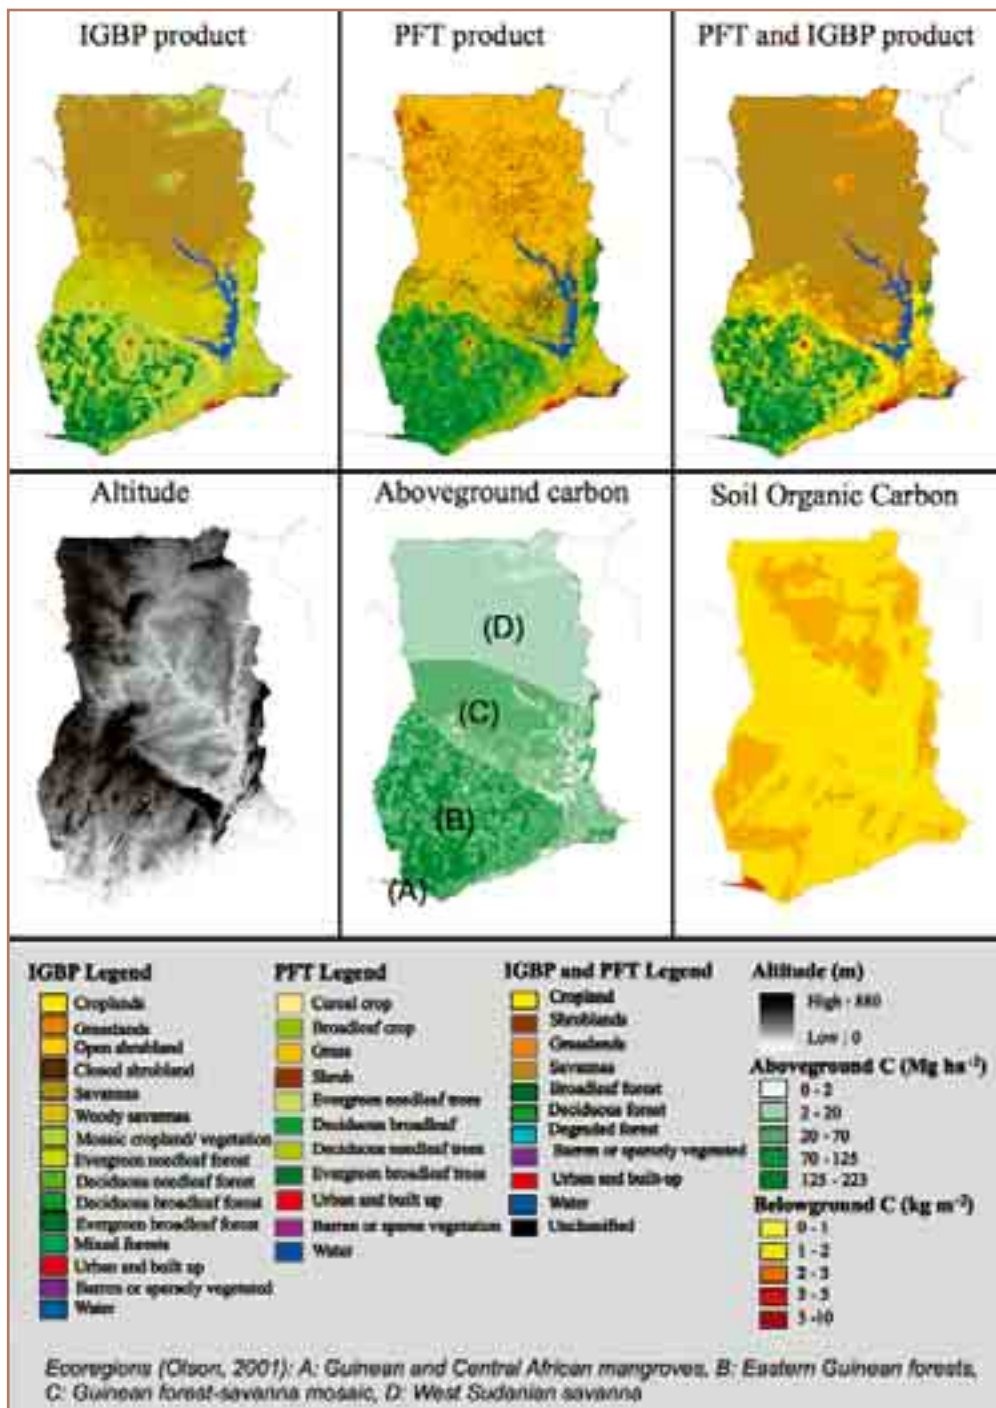 IGBP product
PFT product
PFT and IGBP product
Altitude
Aboveground carbon
Soil Organic Carbon
(D)
(C)
(B)
(A)
IGBP Legend
Croplands
Grasslands
Open shrubland
Closed shrubland
Savannas
Woody savannas
Mosaic cropland/ vegetation
Evergreen needleaf forest
Deciduous needleaf forest
Deciduous broadleaf forest
Evergreen broadleaf forest
Mixed forests
Urban and built up
Barren or sparsely vegetated
Water
PFT Legend
Cereal crop
Broadleaf crop
Grass
Shrub
Evergreen needleaf trees
Deciduous broadleaf
Deciduous needleaf trees
Evergreen broadleaf trees
Urban and built up
Barren or sparse vegetation
Water
IGBP and PFT Legend
Cropland
Shrublands
Grasslands
Savannas
Broadleaf forest
Deciduous forest
Degraded forest
Barren or sparsely vegetated
Urban and built-up
Water
Unclassified
Altitude (m)
High - 880
Low : 0
Aboveground C (Mg ha⁻²)
0 - 2
2 - 20
20 - 70
70 - 125
125 - 223
Belowground C (kg m⁻²)
0 - 1
1 - 2
2 - 3
3 - 5
5 -10
Ecoregions (Olson, 2001): A: Guinean and Central African mangroves, B: Eastern Guinean forests,
C: Guinean forest-savanna mosaic, D: West Sudanian savanna